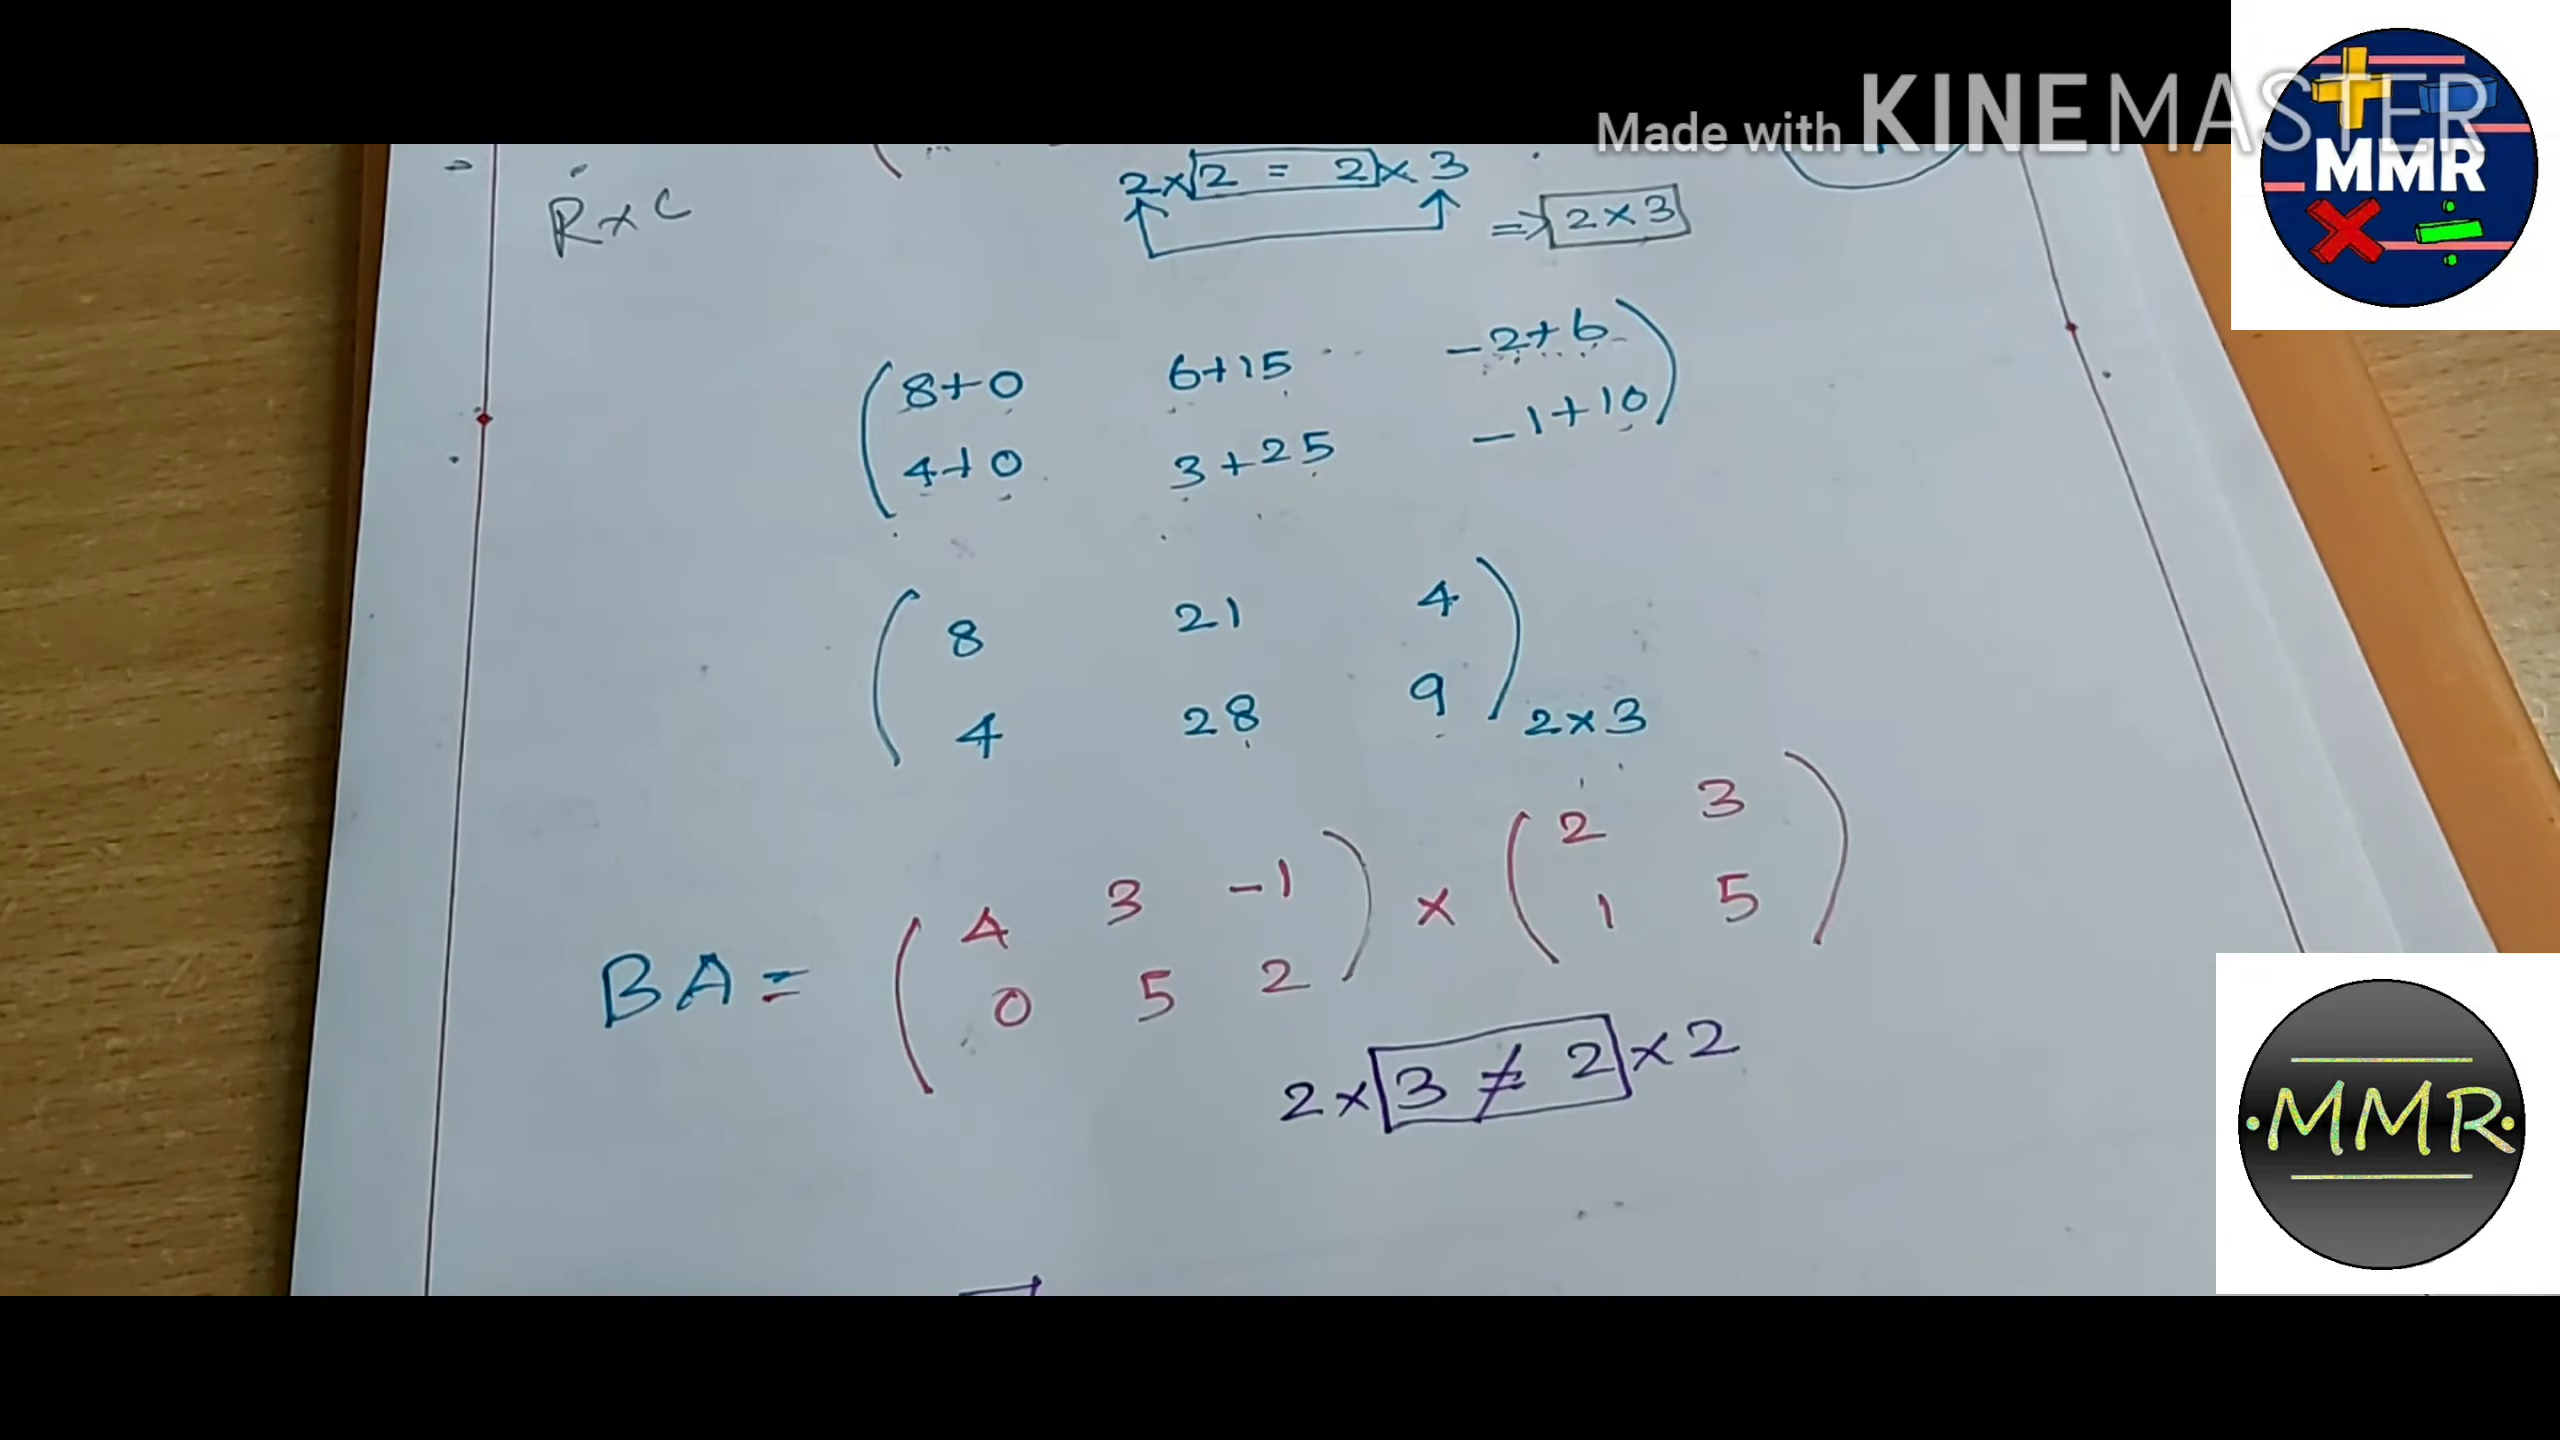 Made with KINEMASTER
MMR
2×2 = 2×3
R×C
⇒ 2×3
8+0 6+15 -2+6
4+0 3+25 -1+10
8 21 4
4 28 9 2×3
BA = ( 4 3 -1 ) × ( 2 3 )
0 5 2 1 5
2×3 ≠ 2×2
MMR